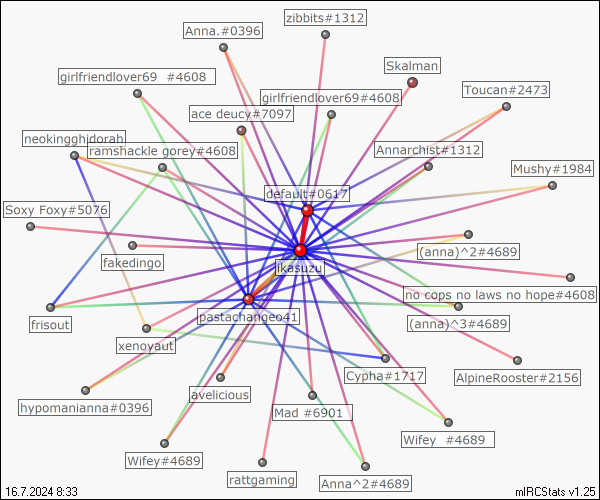 zibbits#1312
Anna.#0396
Skalman
girlfriendlover69  #4608
Toucan#2473
girlfriendlover69#4608
ace deucy#7097
neokingghidorah
ramshackle gorey#4608
Annarchist#1312
Mushy#1984
default#0617
Soxy Foxy#5076
fakedingo
(anna)^2#4689
jikasuzu
no cops no laws no hope#4608
pastachangeo41
frisout
(anna)^3#4689
xenoyaut
Cypha#1717
AlpineRooster#2156
avelicious
hypomanianna#0396
Mad #6901
Wifey  #4689
Wifey#4689
rattgaming
Anna^2#4689
16.7.2024 8:33
mIRCStats v1.25